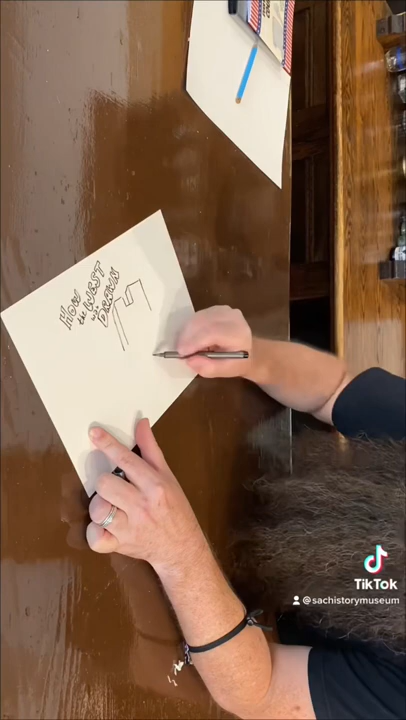 HOW
the WEST
was
DRAWN
TikTok
@sachistorymuseum